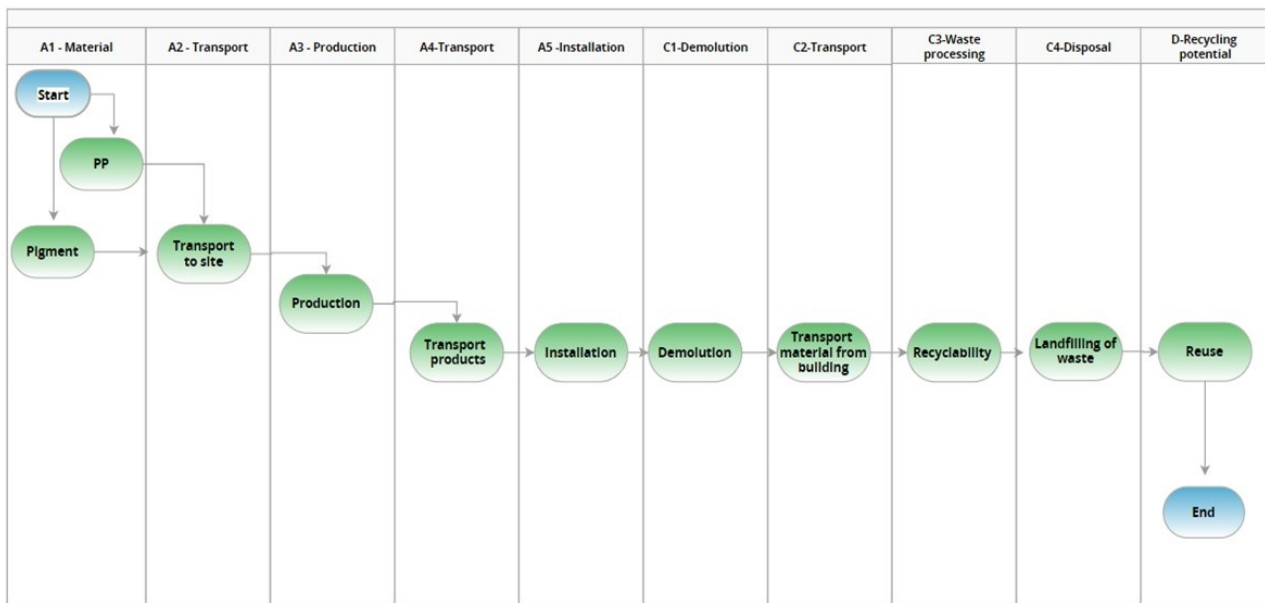 A1 - Material
A2 - Transport
A3 - Production
A4-Transport
A5 -Installation
C1-Demolution
C2-Transport
C3-Waste
processing
C4-Disposal
D-Recycling
potential
Start
PP
Pigment
Transport
to site
Production
Transport
products
Installation
Demolution
Transport
material from
building
Recyclability
Landfilling of
waste
Reuse
End